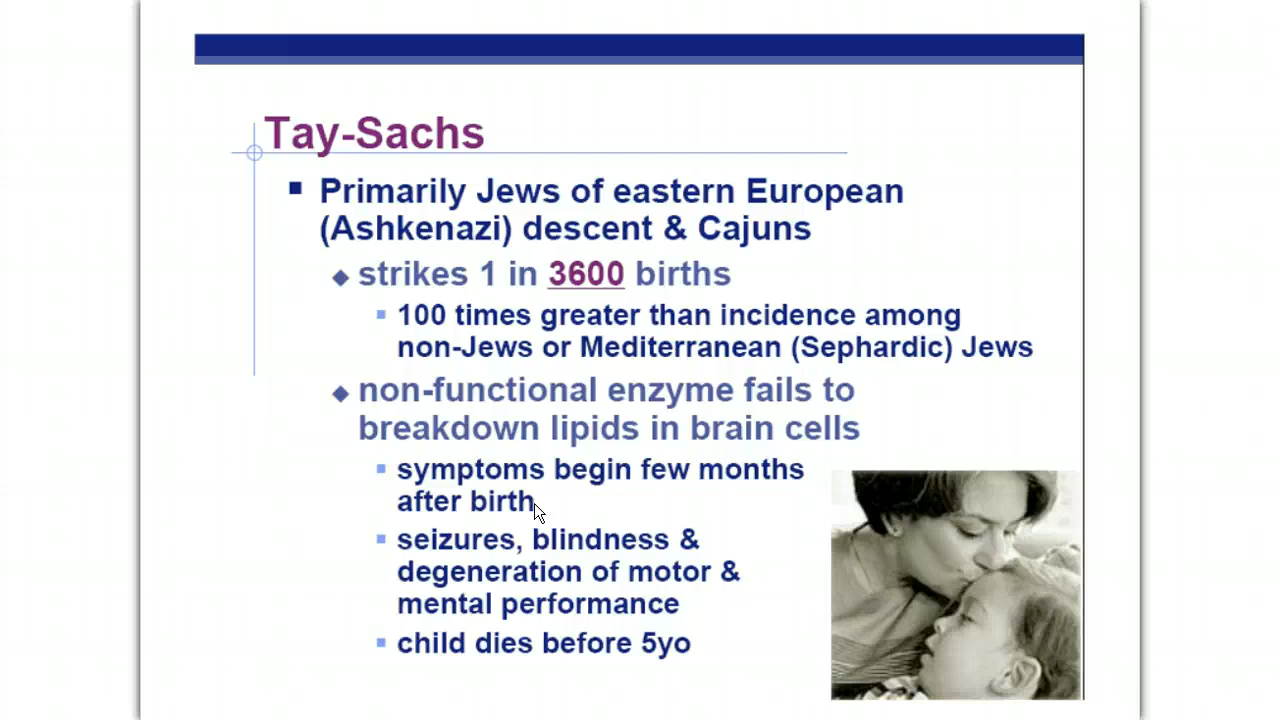 Tay-Sachs
Primarily Jews of eastern European
(Ashkenazi) descent & Cajuns
strikes 1 in 3600 births
100 times greater than incidence among
non-Jews or Mediterranean (Sephardic) Jews
non-functional enzyme fails to
breakdown lipids in brain cells
symptoms begin few months
after birth
seizures, blindness &
degeneration of motor &
mental performance
child dies before 5yo